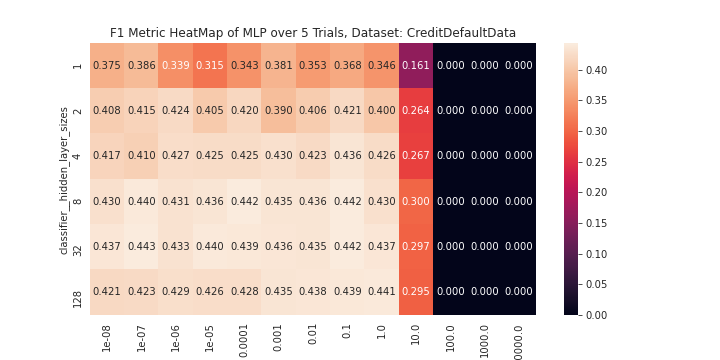 F1 Metric HeatMap of MLP over 5 Trials, Dataset: CreditDefaultData
classifier__hidden_layer_sizes
1 0.375 0.386 0.339 0.315 0.343 0.381 0.353 0.368 0.346 0.161 0.000 0.000 0.000
2 0.408 0.415 0.424 0.405 0.420 0.390 0.406 0.421 0.400 0.264 0.000 0.000 0.000
4 0.417 0.410 0.427 0.425 0.425 0.430 0.423 0.436 0.426 0.267 0.000 0.000 0.000
8 0.430 0.440 0.431 0.436 0.442 0.435 0.436 0.442 0.430 0.300 0.000 0.000 0.000
32 0.437 0.443 0.433 0.440 0.439 0.436 0.435 0.442 0.437 0.297 0.000 0.000 0.000
128 0.421 0.423 0.429 0.426 0.428 0.435 0.438 0.439 0.441 0.295 0.000 0.000 0.000
1e-08 1e-07 1e-06 1e-05 0.0001 0.001 0.01 0.1 1.0 10.0 100.0 1000.0 0000.0
0.40
0.35
0.30
0.25
0.20
0.15
0.10
0.05
0.00